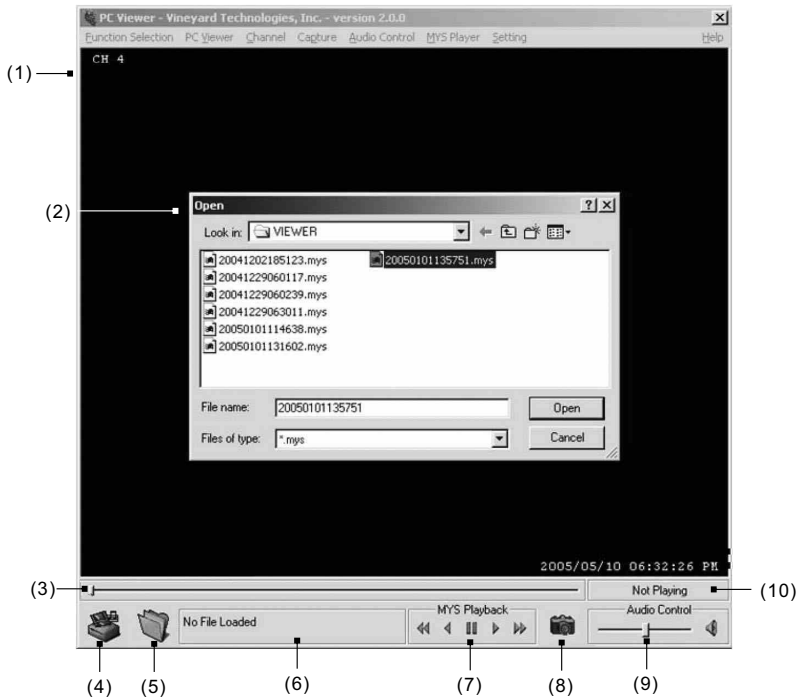 PC Viewer - Vineyard Technologies, Inc. - version 2.0.0
Function Selection PC Viewer Channel Capture Audio Control MYS Player Setting Help
CH 4
(1)
(2)
Open
Look in: VIEWER
20041202185123.mys 20050101135751.mys
20041229060117.mys
20041229060239.mys
20041229063011.mys
20050101114638.mys
20050101131602.mys
File name: 20050101135751 Open
Files of type: *.mys Cancel
2005/05/10 06:32:26 PM
(3) Not Playing (10)
No File Loaded MYS Playback Audio Control
(4) (5) (6) (7) (8) (9)